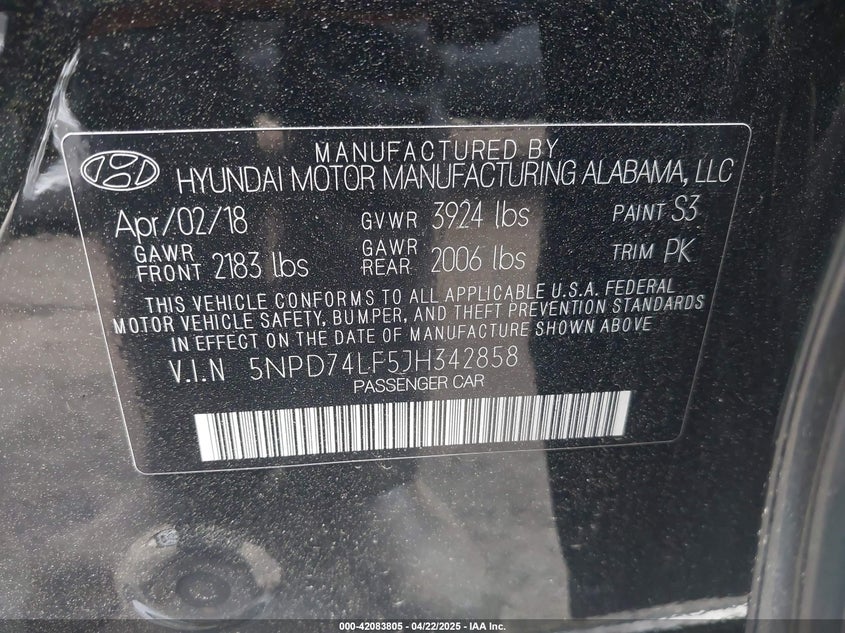 MANUFACTURED BY
HYUNDAI MOTOR MANUFACTURING ALABAMA, LLC
Apr/02/18 GVWR 3924 lbs PAINT S3
GAWR FRONT 2183 lbs GAWR REAR 2006 lbs TRIM PK
THIS VEHICLE CONFORMS TO ALL APPLICABLE U.S.A. FEDERAL
MOTOR VEHICLE SAFETY, BUMPER, AND THEFT PREVENTION STANDARDS
IN EFFECT ON THE DATE OF MANUFACTURE SHOWN ABOVE
V.I.N 5NPD74LF5JH342858
PASSENGER CAR
000-42083805 - 04/22/2025 - IAA Inc.